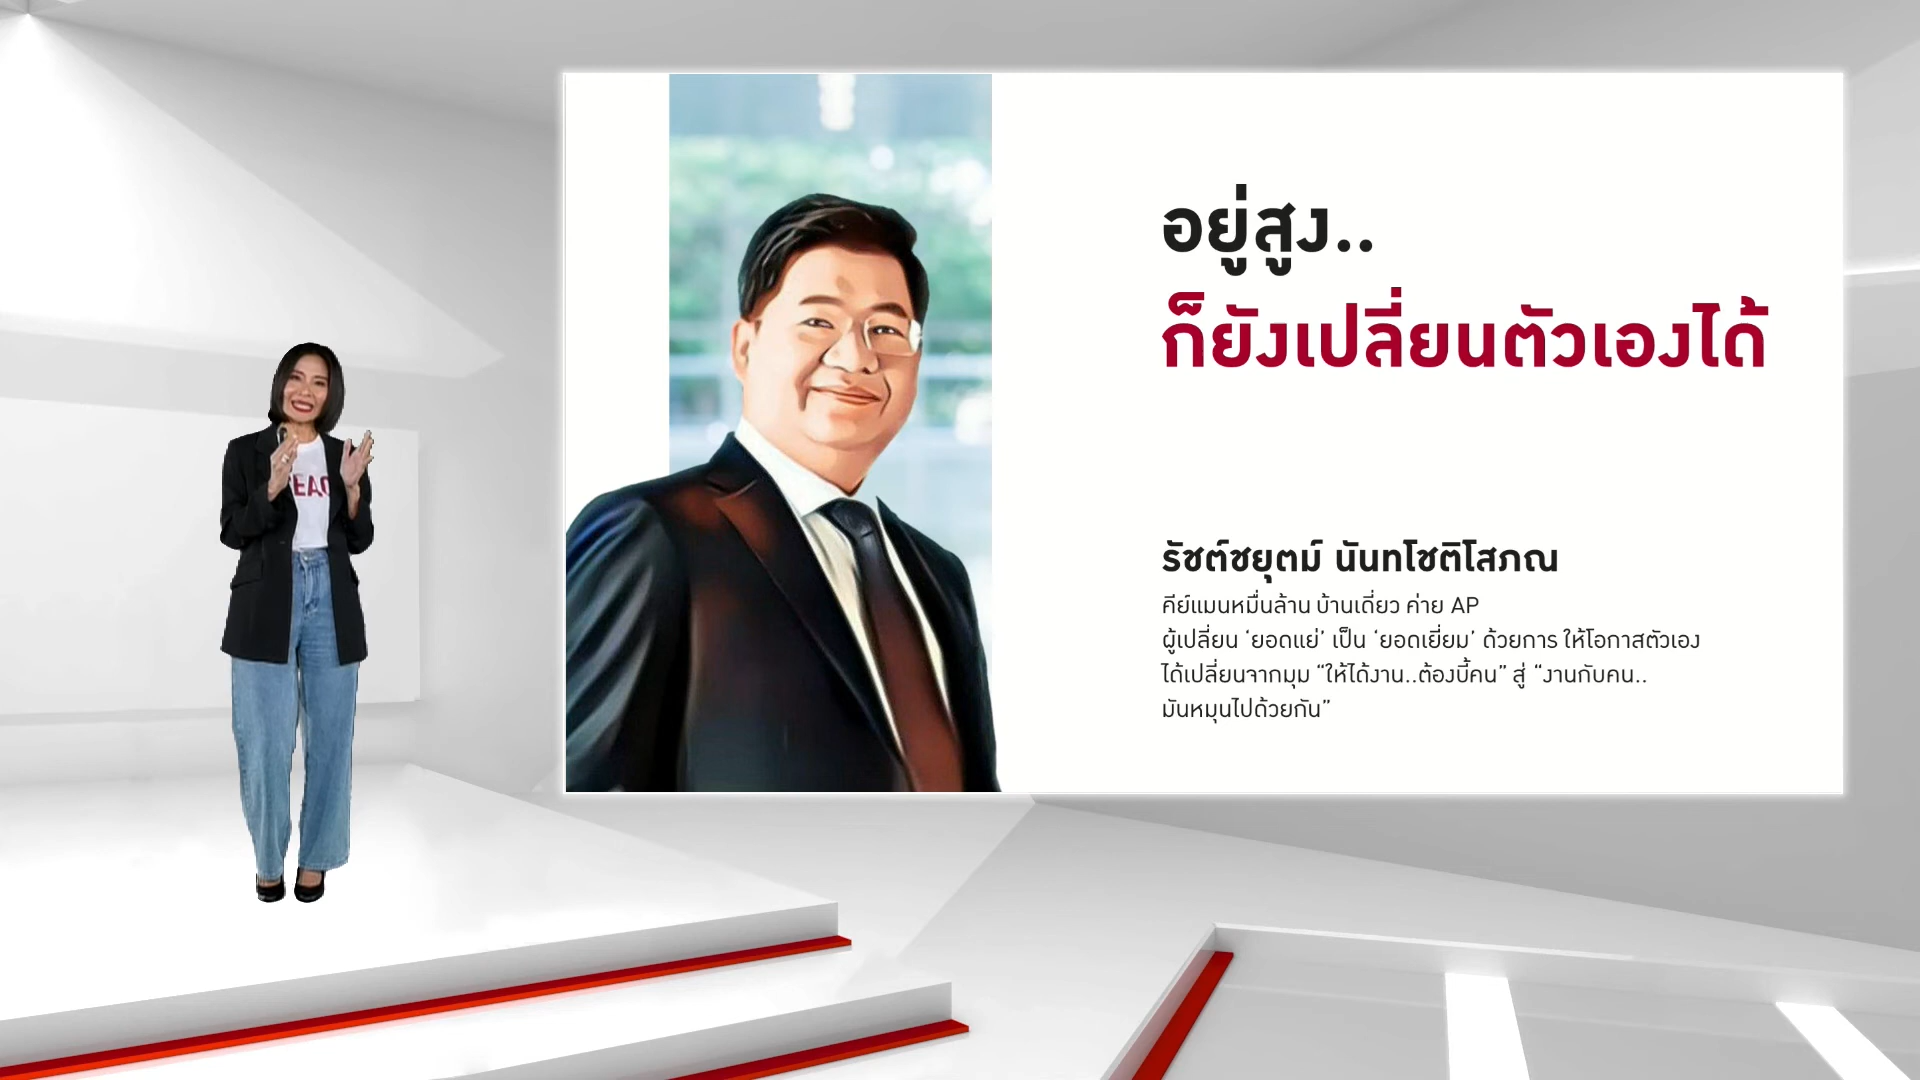 อยู่สูง..
ก็ยังเปลี่ยนตัวเองได้
รัชต์ชยุตม์ นันทโชติโสภณ
คีย์แมนหมื่นล้าน บ้านเดี่ยว ค่าย AP
ผู้เปลี่ยน ‘ยอดแย่’ เป็น ‘ยอดเยี่ยม’ ด้วยการ ให้โอกาสตัวเอง
ได้เปลี่ยนจากมุม “ให้ได้งาน..ต้องบี้คน” สู่ “งานกับคน..
มันหมุนไปด้วยกัน”